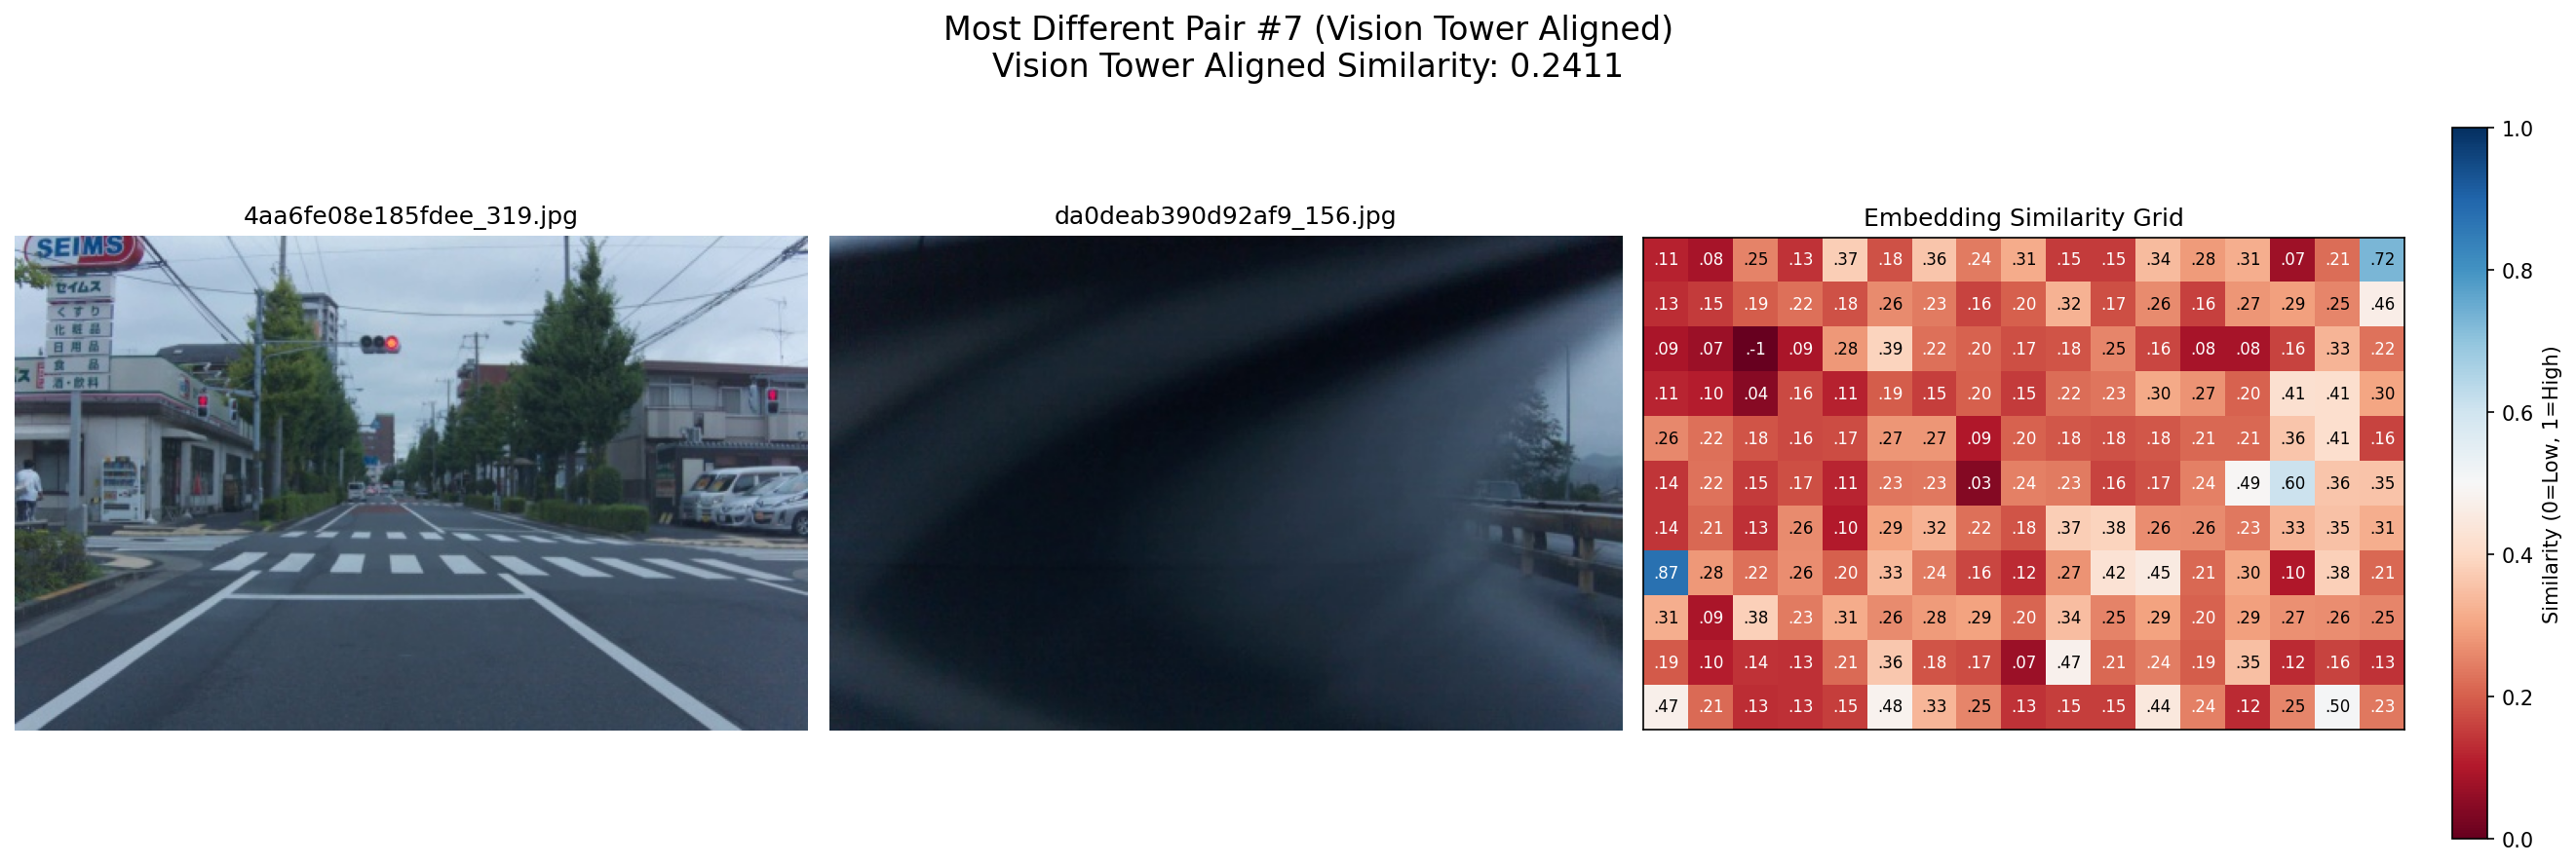 Most Different Pair #7 (Vision Tower Aligned)
Vision Tower Aligned Similarity: 0.2411
4aa6fe08e185fdee_319.jpg
SEIMS
セイムス
くすり
化粧品
日用品
食品
酒・飲料
ス
da0deab390d92af9_156.jpg
Embedding Similarity Grid
.11 .08 .25 .13 .37 .18 .36 .24 .31 .15 .15 .34 .28 .31 .07 .21 .72
.13 .15 .19 .22 .18 .26 .23 .16 .20 .32 .17 .26 .16 .27 .29 .25 .46
.09 .07 .-1 .09 .28 .39 .22 .20 .17 .18 .25 .16 .08 .08 .16 .33 .22
.11 .10 .04 .16 .11 .19 .15 .20 .15 .22 .23 .30 .27 .20 .41 .41 .30
.26 .22 .18 .16 .17 .27 .27 .09 .20 .18 .18 .18 .21 .21 .36 .41 .16
.14 .22 .15 .17 .11 .23 .23 .03 .24 .23 .16 .17 .24 .49 .60 .36 .35
.14 .21 .13 .26 .10 .29 .32 .22 .18 .37 .38 .26 .26 .23 .33 .35 .31
.87 .28 .22 .26 .20 .33 .24 .16 .12 .27 .42 .45 .21 .30 .10 .38 .21
.31 .09 .38 .23 .31 .26 .28 .29 .20 .34 .25 .29 .20 .29 .27 .26 .25
.19 .10 .14 .13 .21 .36 .18 .17 .07 .47 .21 .24 .19 .35 .12 .16 .13
.47 .21 .13 .13 .15 .48 .33 .25 .13 .15 .15 .44 .24 .12 .25 .50 .23
1.0
0.8
0.6
0.4
0.2
0.0
Similarity (0=Low, 1=High)